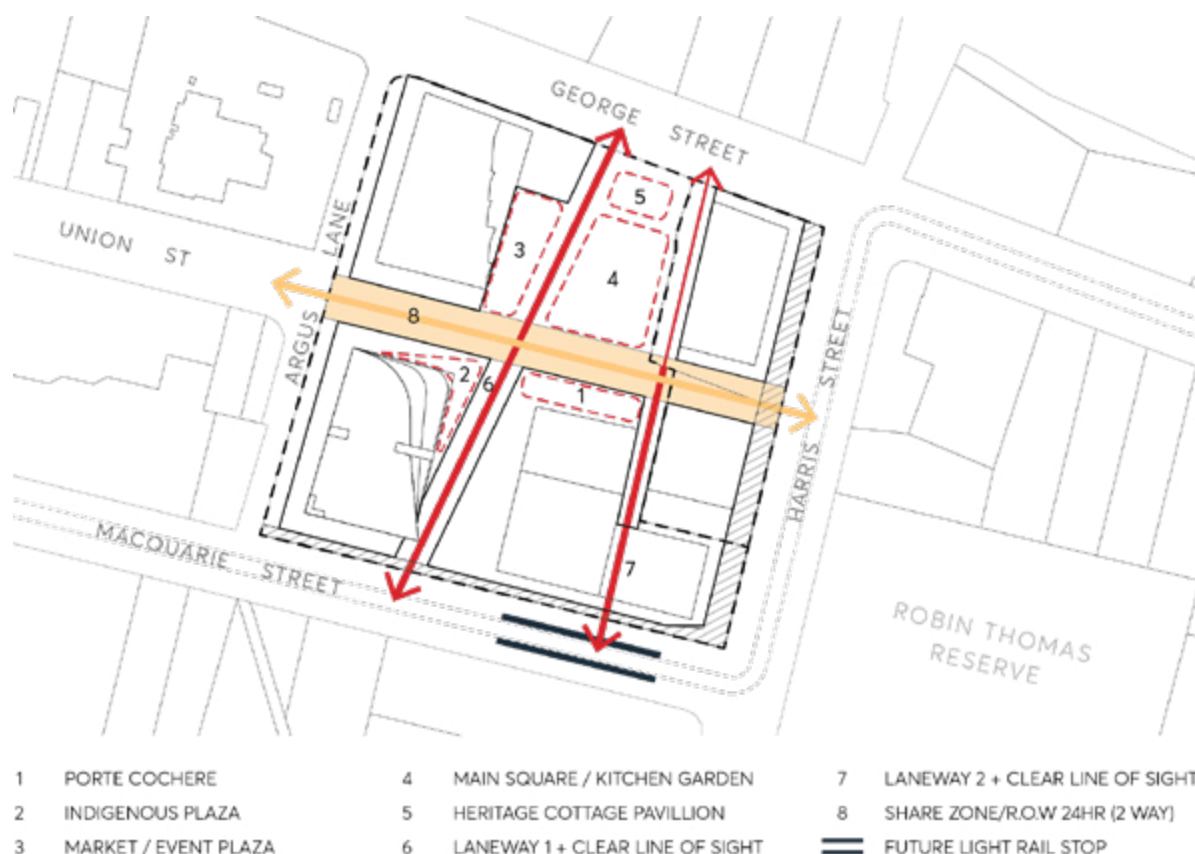 GEORGE STREET
5
UNION ST
ARGUS LANE
3
4
8
HARRIS STREET
2
6
1
MACQUARIE STREET
7
ROBIN THOMAS
RESERVE
1 PORTE COCHERE
2 INDIGENOUS PLAZA
3 MARKET / EVENT PLAZA
4 MAIN SQUARE / KITCHEN GARDEN
5 HERITAGE COTTAGE PAVILLION
6 LANEWAY 1 + CLEAR LINE OF SIGHT
7 LANEWAY 2 + CLEAR LINE OF SIGHT
8 SHARE ZONE/R.O.W 24HR (2 WAY)
FUTURE LIGHT RAIL STOP